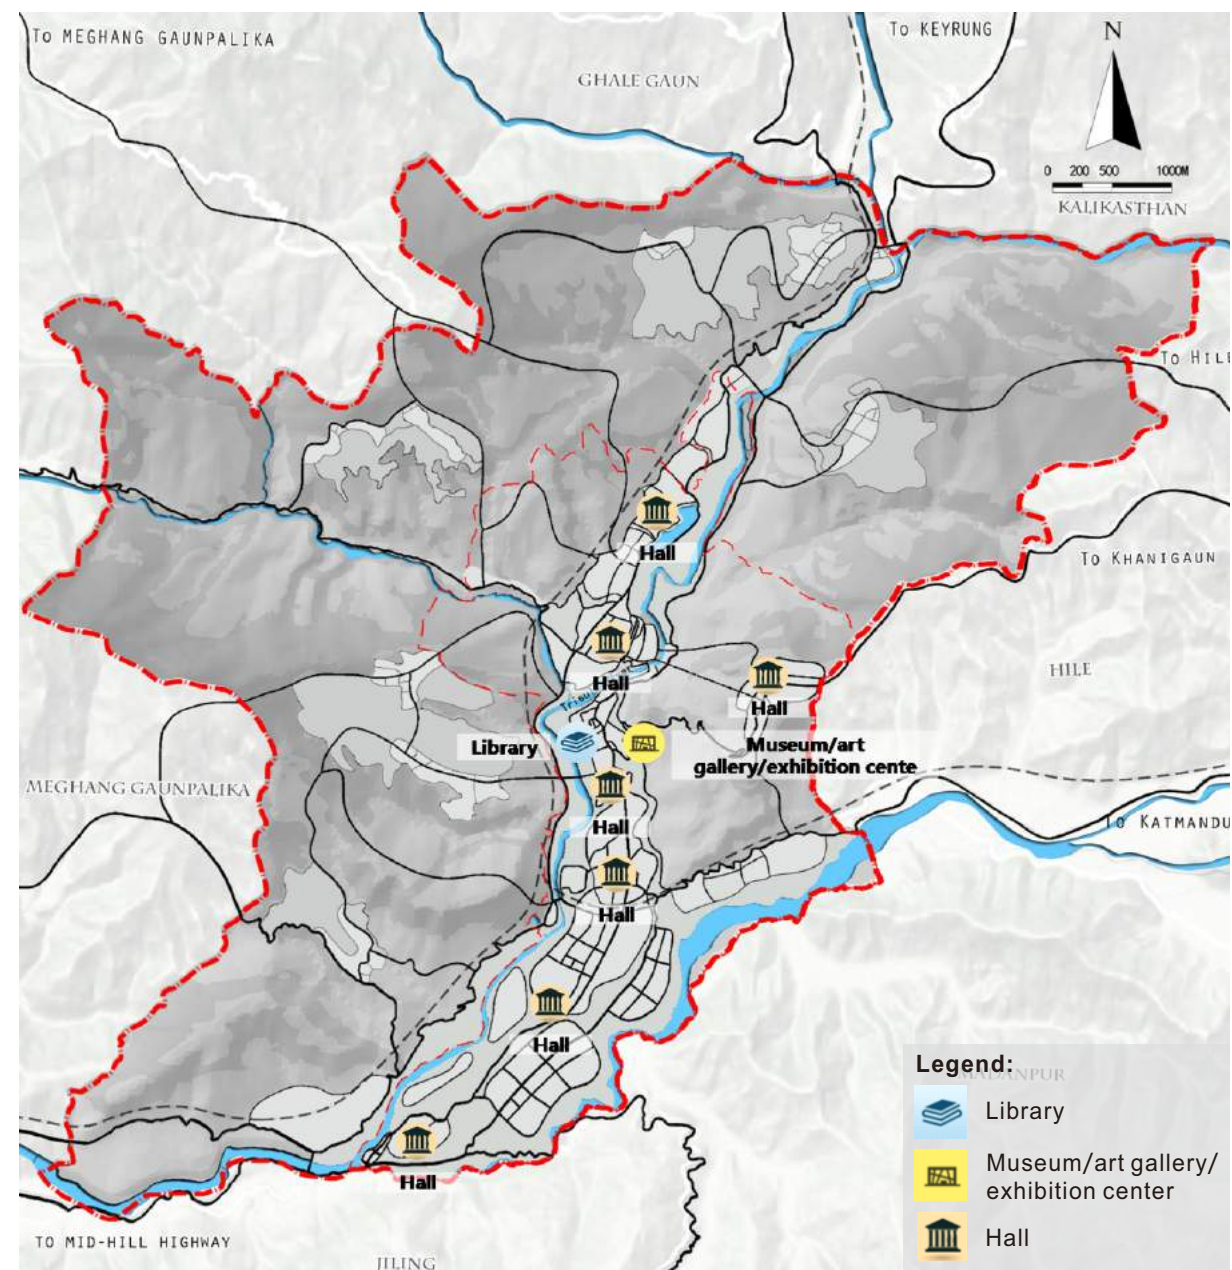 To MEGHANG GAUNPALIKA
To KEYRUNG
N
GHALE GAUN
0 200 500 1000M
KALIKASTHAN
To HILE
Hall
To KHANIGAUN
Hall
HILE
Hall
Trisu
Library
Museum/art
gallery/exhibition cente
MEGHANG GAUNPALIKA
Hall
To KATMANDU
Hall
Hall
Legend:
MADANPUR
Library
Museum/art gallery/
exhibition center
Hall
Hall
TO MID-HILL HIGHWAY
JILING